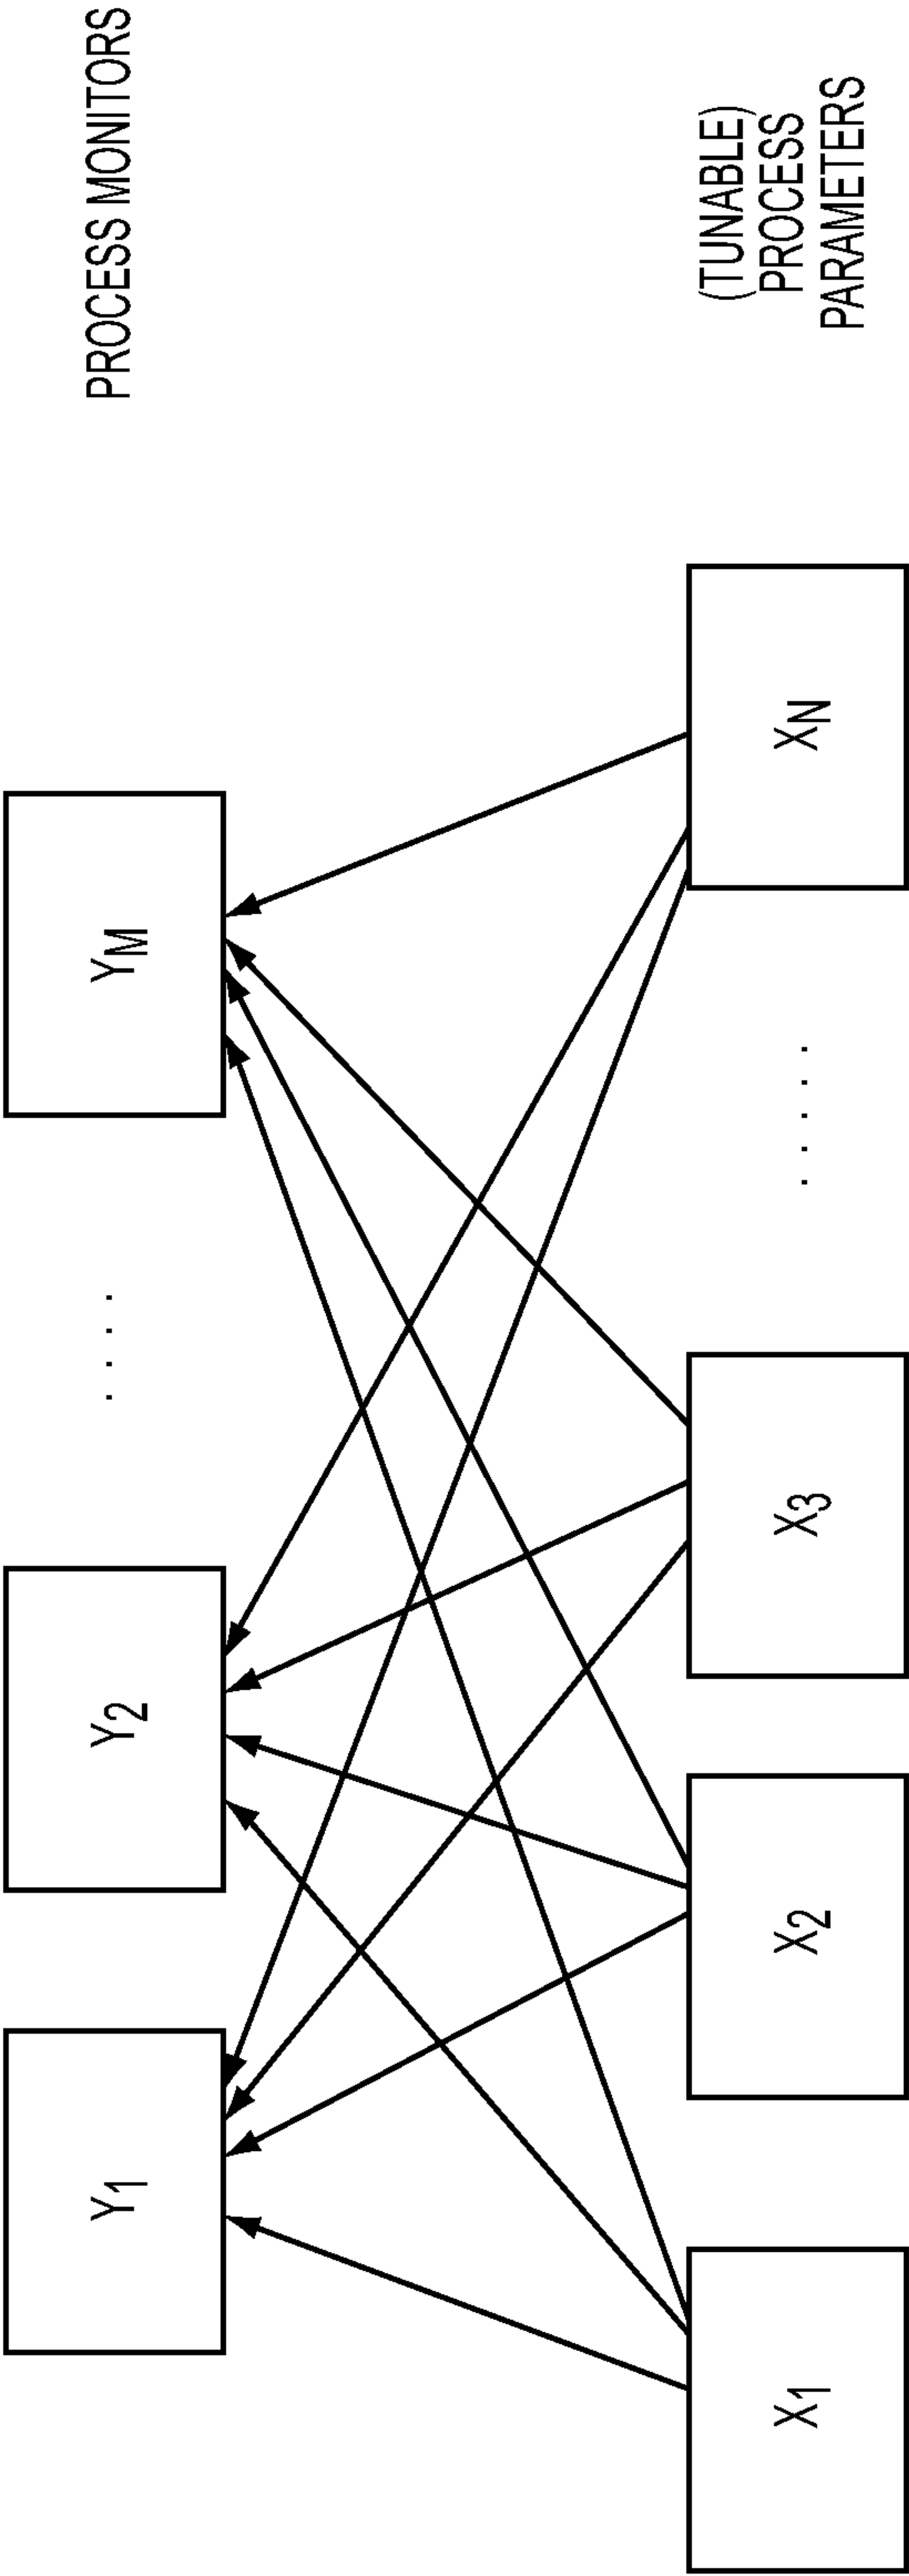 PROCESS MONITORS
Y1
Y2
. . . .
YM
X1
X2
X3
. . . . .
XN
(TUNABLE)
PROCESS
PARAMETERS